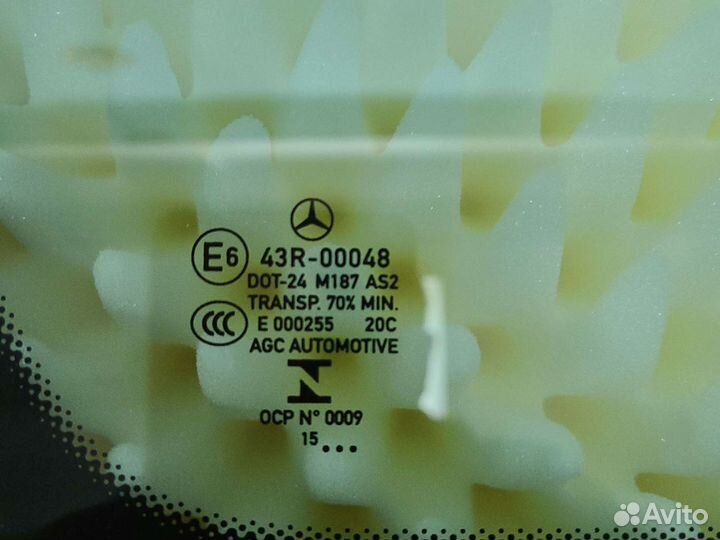 E6 43R-00048
DOT-24 M187 AS2
TRANSP. 70% MIN.
CCC E 000255 20C
AGC AUTOMOTIVE
N
OCP N° 0009
15...
Avito